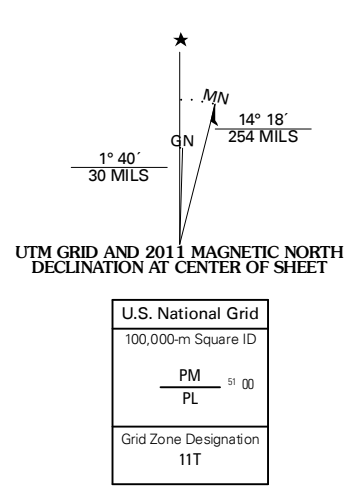 ★
MN
14° 18´
254 MILS
GN
1° 40´
30 MILS
UTM GRID AND 2011 MAGNETIC NORTH
DECLINATION AT CENTER OF SHEET
U.S. National Grid
100,000-m Square ID
PM
51 00
PL
Grid Zone Designation
11T